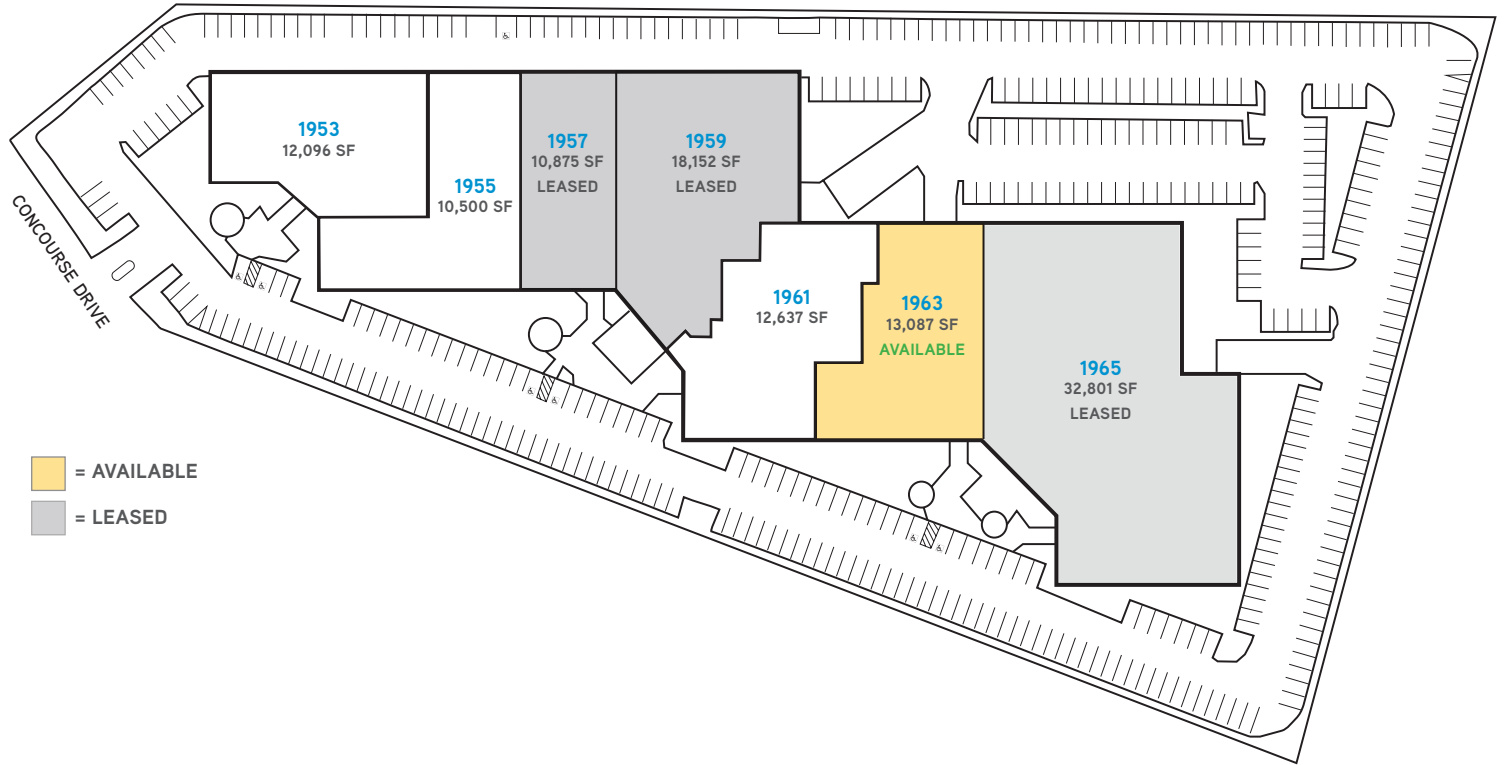 1953
12,096 SF
1955
10,500 SF
1957
10,875 SF
LEASED
1959
18,152 SF
LEASED
1961
12,637 SF
1963
13,087 SF
AVAILABLE
1965
32,801 SF
LEASED
CONCOURSE DRIVE
= AVAILABLE
= LEASED